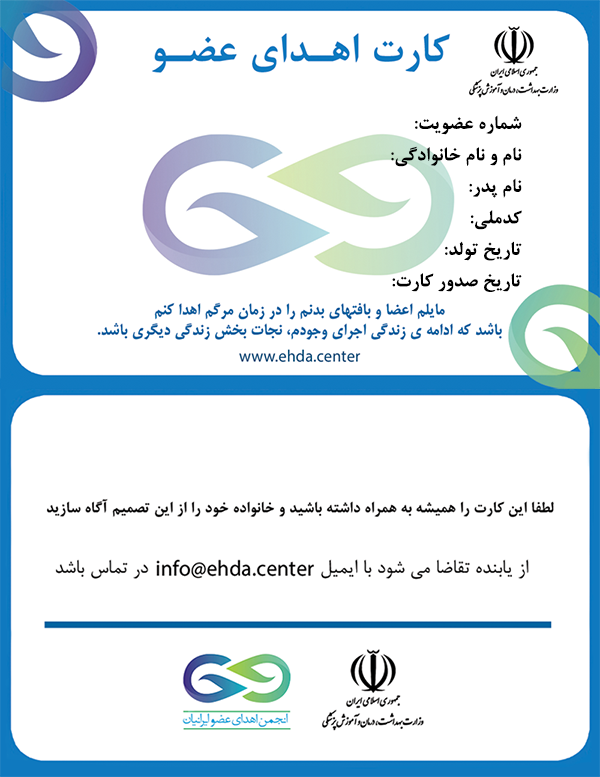 کارت اهـدای عضـو
جمهوری اسلامی ایران
وزارت بهداشت، درمان و آموزش پزشکی
شماره عضویت:
نام و نام خانوادگی:
نام پدر:
کدملی:
تاریخ تولد:
تاریخ صدور کارت:
مایلم اعضا و بافتهای بدنم را در زمان مرگم اهدا کنم
باشد که ادامه ی زندگی اجرای وجودم، نجات بخش زندگی دیگری باشد.
www.ehda.center
لطفا این کارت را همیشه به همراه داشته باشید و خانواده خود را از این تصمیم آگاه سازید
از یابنده تقاضا می شود با ایمیل info@ehda.center در تماس باشد
جمهوری اسلامی ایران
وزارت بهداشت، درمان و آموزش پزشکی
انجمن اهدای عضو ایرانیان